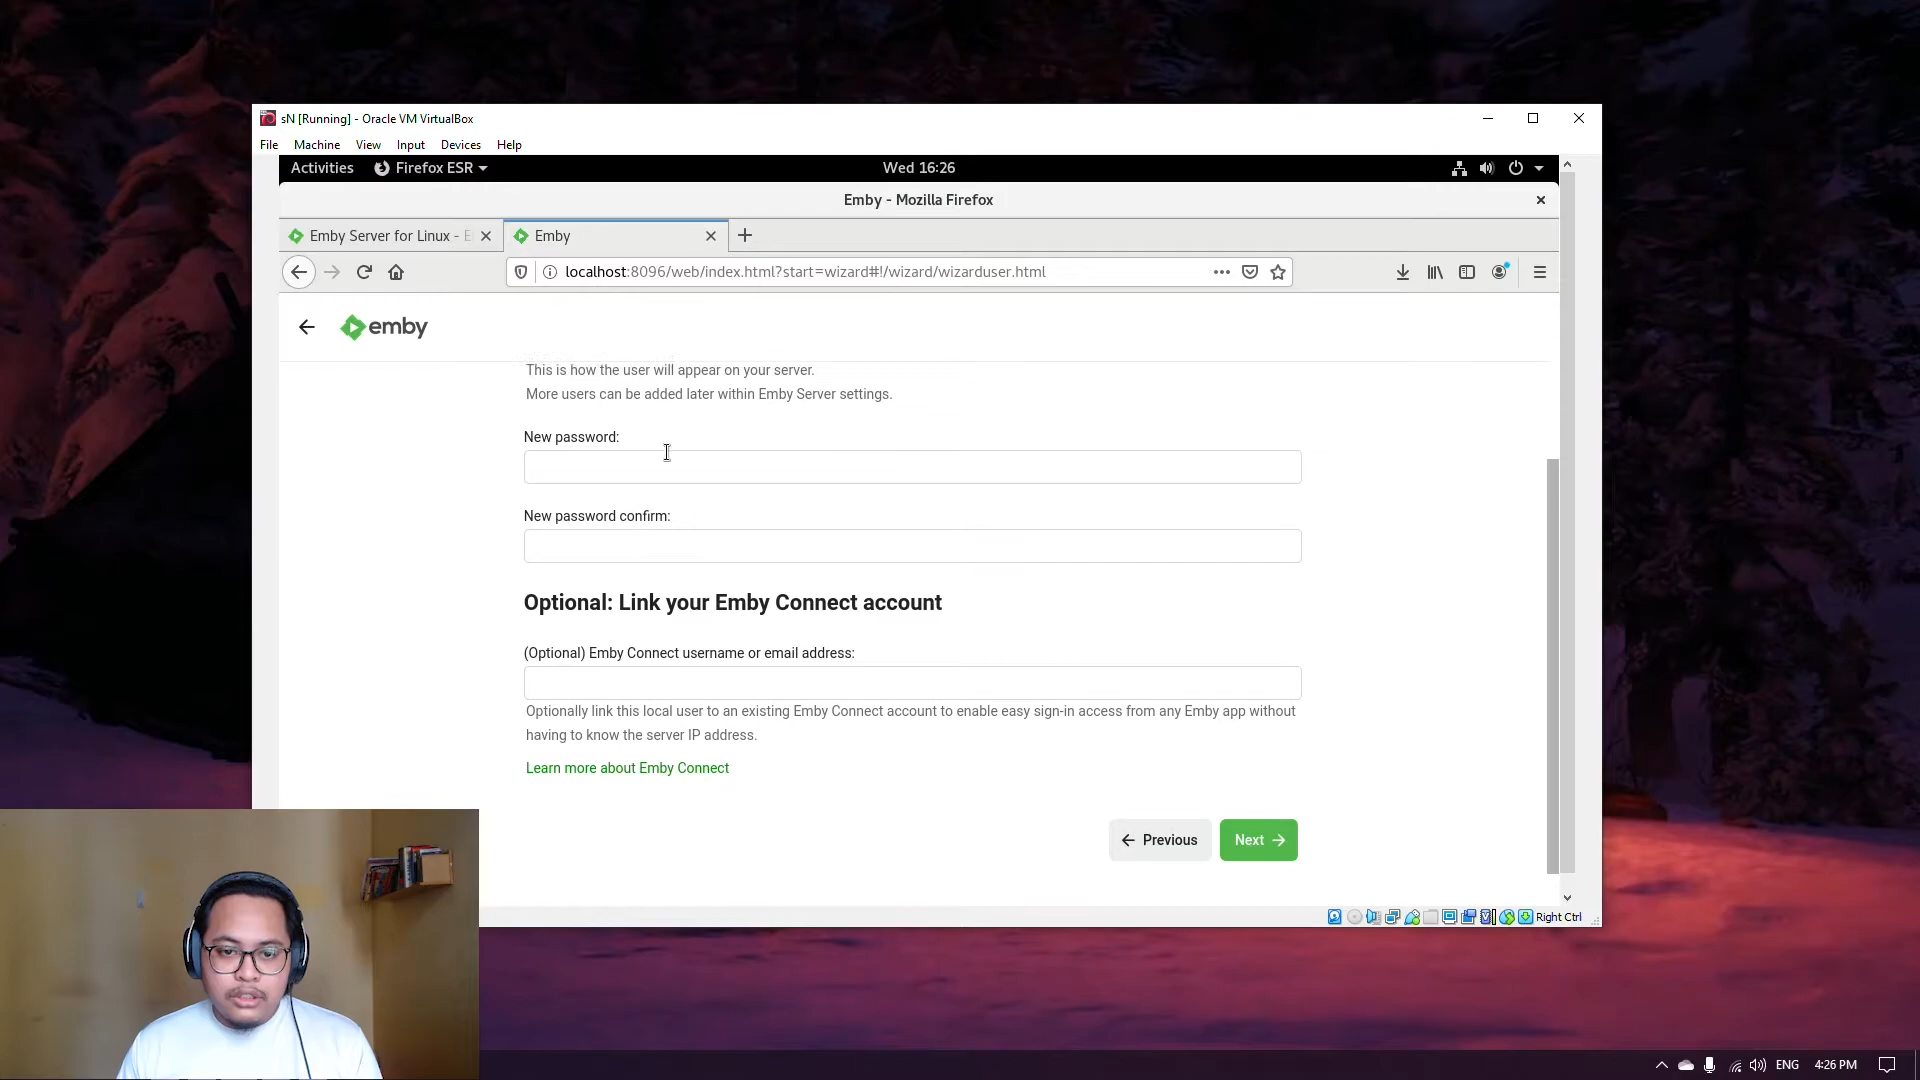 sN [Running] - Oracle VM VirtualBox
File Machine View Input Devices Help
Activities Firefox ESR Wed 16:26
Emby - Mozilla Firefox
Emby Server for Linux - E Emby
localhost:8096/web/index.html?start=wizard#!/wizard/wizarduser.html
emby
This is how the user will appear on your server.
More users can be added later within Emby Server settings.
New password:
New password confirm:
Optional: Link your Emby Connect account
(Optional) Emby Connect username or email address:
Optionally link this local user to an existing Emby Connect account to enable easy sign-in access from any Emby app without
having to know the server IP address.
Learn more about Emby Connect
Previous Next
Right Ctrl
ENG 4:26 PM